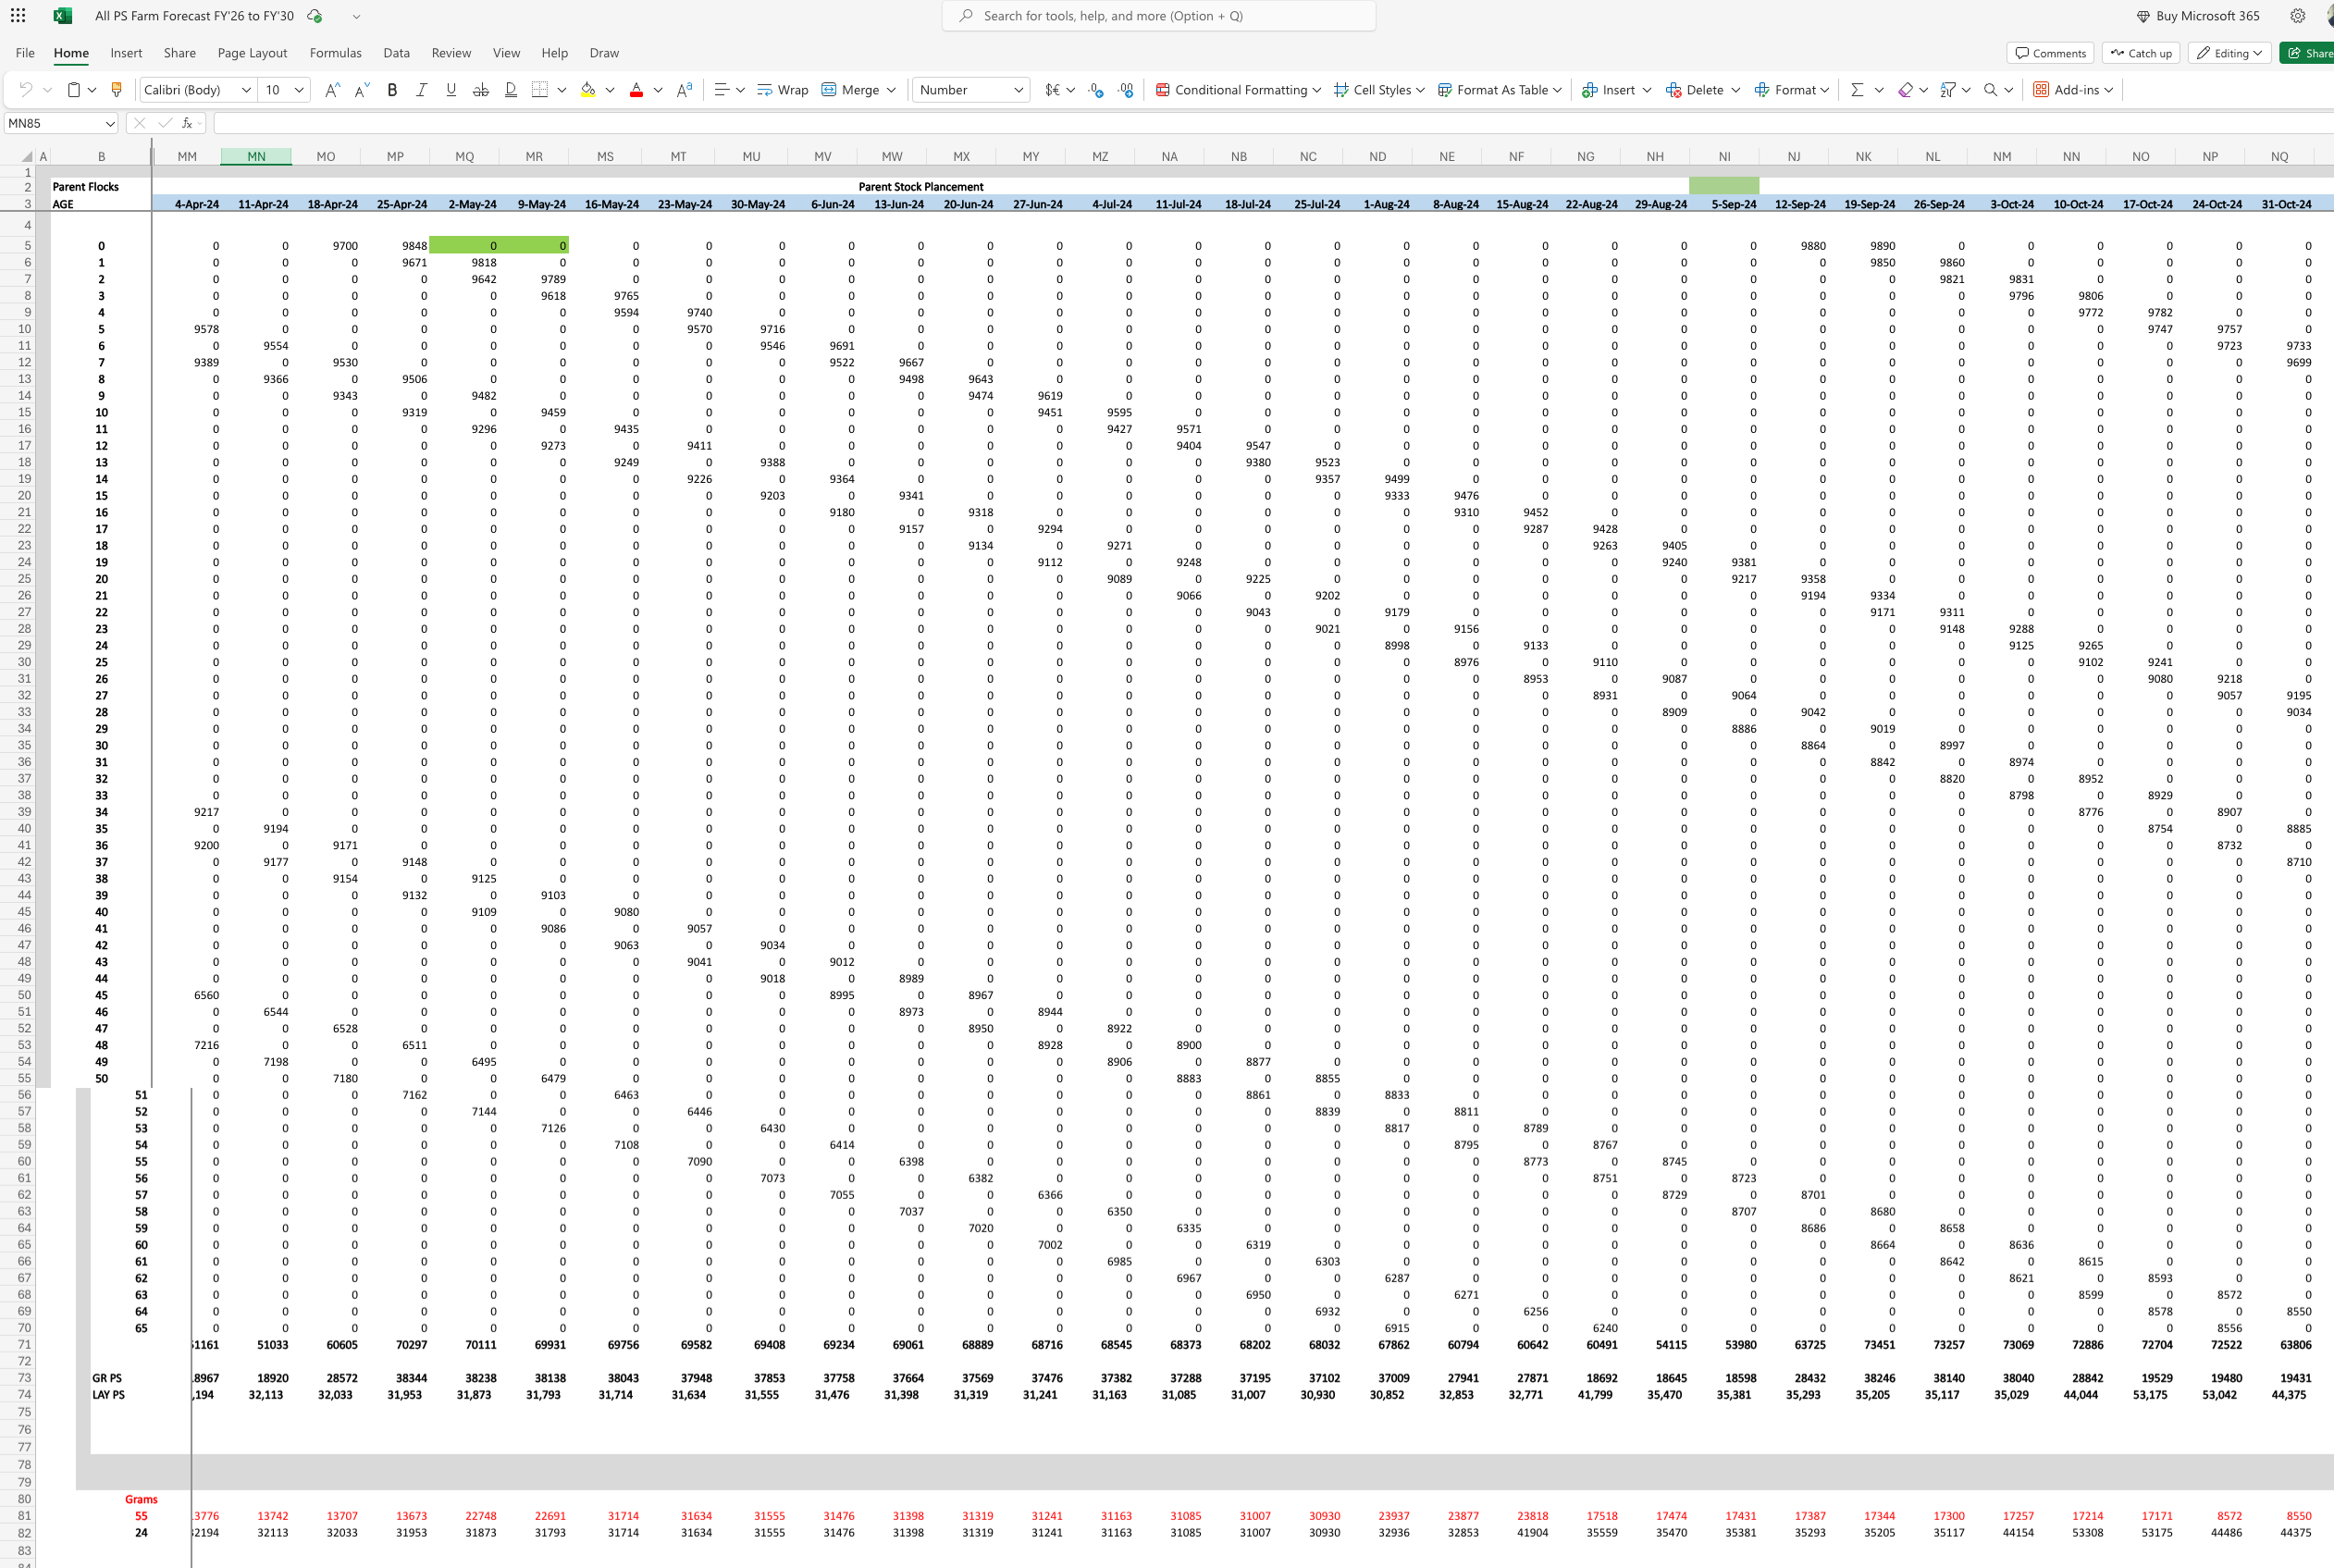 All PS Farm Forecast FY'26 to FY'30
Search for tools, help, and more (Option + Q)
Buy Microsoft 365
File Home Insert Share Page Layout Formulas Data Review View Help Draw
Comments Catch up Editing Share
Calibri (Body) 10 Wrap Merge Number Conditional Formatting Cell Styles Format As Table Insert Delete Format Add-ins
MN85 fx
A B MM MN MO MP MQ MR MS MT MU MV MW MX MY MZ NA NB NC ND NE NF NG NH NI NJ NK NL NM NN NO NP NQ
1
2 Parent Flocks Parent Stock Plancement
3 AGE 4-Apr-24 11-Apr-24 18-Apr-24 25-Apr-24 2-May-24 9-May-24 16-May-24 23-May-24 30-May-24 6-Jun-24 13-Jun-24 20-Jun-24 27-Jun-24 4-Jul-24 11-Jul-24 18-Jul-24 25-Jul-24 1-Aug-24 8-Aug-24 15-Aug-24 22-Aug-24 29-Aug-24 5-Sep-24 12-Sep-24 19-Sep-24 26-Sep-24 3-Oct-24 10-Oct-24 17-Oct-24 24-Oct-24 31-Oct-24
4
5 0 0 0 9700 9848 0 0 0 0 0 0 0 0 0 0 0 0 0 0 0 0 0 0 0 9880 9890 0 0 0 0 0 0
6 1 0 0 0 9671 9818 0 0 0 0 0 0 0 0 0 0 0 0 0 0 0 0 0 0 0 9850 9860 0 0 0 0 0
7 2 0 0 0 0 9642 9789 0 0 0 0 0 0 0 0 0 0 0 0 0 0 0 0 0 0 0 9821 9831 0 0 0 0
8 3 0 0 0 0 0 9618 9765 0 0 0 0 0 0 0 0 0 0 0 0 0 0 0 0 0 0 0 9796 9806 0 0 0
9 4 0 0 0 0 0 0 9594 9740 0 0 0 0 0 0 0 0 0 0 0 0 0 0 0 0 0 0 0 9772 9782 0 0
10 5 9578 0 0 0 0 0 0 9570 9716 0 0 0 0 0 0 0 0 0 0 0 0 0 0 0 0 0 0 0 9747 9757 0
11 6 0 9554 0 0 0 0 0 0 9546 9691 0 0 0 0 0 0 0 0 0 0 0 0 0 0 0 0 0 0 0 9723 9733
12 7 9389 0 9530 0 0 0 0 0 0 9522 9667 0 0 0 0 0 0 0 0 0 0 0 0 0 0 0 0 0 0 0 9699
13 8 0 9366 0 9506 0 0 0 0 0 0 9498 9643 0 0 0 0 0 0 0 0 0 0 0 0 0 0 0 0 0 0 0
14 9 0 0 9343 0 9482 0 0 0 0 0 0 9474 9619 0 0 0 0 0 0 0 0 0 0 0 0 0 0 0 0 0 0
15 10 0 0 0 9319 0 9459 0 0 0 0 0 0 9451 9595 0 0 0 0 0 0 0 0 0 0 0 0 0 0 0 0 0
16 11 0 0 0 0 9296 0 9435 0 0 0 0 0 0 9427 9571 0 0 0 0 0 0 0 0 0 0 0 0 0 0 0 0
17 12 0 0 0 0 0 9273 0 9411 0 0 0 0 0 0 9404 9547 0 0 0 0 0 0 0 0 0 0 0 0 0 0 0
18 13 0 0 0 0 0 0 9249 0 9388 0 0 0 0 0 0 9380 9523 0 0 0 0 0 0 0 0 0 0 0 0 0 0
19 14 0 0 0 0 0 0 0 9226 0 9364 0 0 0 0 0 0 9357 9499 0 0 0 0 0 0 0 0 0 0 0 0 0
20 15 0 0 0 0 0 0 0 0 9203 0 9341 0 0 0 0 0 0 9333 9476 0 0 0 0 0 0 0 0 0 0 0 0
21 16 0 0 0 0 0 0 0 0 0 9180 0 9318 0 0 0 0 0 0 9310 9452 0 0 0 0 0 0 0 0 0 0 0
22 17 0 0 0 0 0 0 0 0 0 0 9157 0 9294 0 0 0 0 0 0 9287 9428 0 0 0 0 0 0 0 0 0 0
23 18 0 0 0 0 0 0 0 0 0 0 0 9134 0 9271 0 0 0 0 0 0 9263 9405 0 0 0 0 0 0 0 0 0
24 19 0 0 0 0 0 0 0 0 0 0 0 0 9112 0 9248 0 0 0 0 0 0 9240 9381 0 0 0 0 0 0 0 0
25 20 0 0 0 0 0 0 0 0 0 0 0 0 0 9089 0 9225 0 0 0 0 0 0 9217 9358 0 0 0 0 0 0 0
26 21 0 0 0 0 0 0 0 0 0 0 0 0 0 0 9066 0 9202 0 0 0 0 0 0 9194 9334 0 0 0 0 0 0
27 22 0 0 0 0 0 0 0 0 0 0 0 0 0 0 0 9043 0 9179 0 0 0 0 0 0 9171 9311 0 0 0 0 0
28 23 0 0 0 0 0 0 0 0 0 0 0 0 0 0 0 0 9021 0 9156 0 0 0 0 0 0 9148 9288 0 0 0 0
29 24 0 0 0 0 0 0 0 0 0 0 0 0 0 0 0 0 0 8998 0 9133 0 0 0 0 0 0 9125 9265 0 0 0
30 25 0 0 0 0 0 0 0 0 0 0 0 0 0 0 0 0 0 0 8976 0 9110 0 0 0 0 0 0 9102 9241 0 0
31 26 0 0 0 0 0 0 0 0 0 0 0 0 0 0 0 0 0 0 0 8953 0 9087 0 0 0 0 0 0 9080 9218 0
32 27 0 0 0 0 0 0 0 0 0 0 0 0 0 0 0 0 0 0 0 0 8931 0 9064 0 0 0 0 0 0 9057 9195
33 28 0 0 0 0 0 0 0 0 0 0 0 0 0 0 0 0 0 0 0 0 0 8909 0 9042 0 0 0 0 0 0 9034
34 29 0 0 0 0 0 0 0 0 0 0 0 0 0 0 0 0 0 0 0 0 0 0 8886 0 9019 0 0 0 0 0 0
35 30 0 0 0 0 0 0 0 0 0 0 0 0 0 0 0 0 0 0 0 0 0 0 0 8864 0 8997 0 0 0 0 0
36 31 0 0 0 0 0 0 0 0 0 0 0 0 0 0 0 0 0 0 0 0 0 0 0 0 8842 0 8974 0 0 0 0
37 32 0 0 0 0 0 0 0 0 0 0 0 0 0 0 0 0 0 0 0 0 0 0 0 0 0 8820 0 8952 0 0 0
38 33 0 0 0 0 0 0 0 0 0 0 0 0 0 0 0 0 0 0 0 0 0 0 0 0 0 0 8798 0 8929 0 0
39 34 9217 0 0 0 0 0 0 0 0 0 0 0 0 0 0 0 0 0 0 0 0 0 0 0 0 0 0 8776 0 8907 0
40 35 0 9194 0 0 0 0 0 0 0 0 0 0 0 0 0 0 0 0 0 0 0 0 0 0 0 0 0 0 8754 0 8885
41 36 9200 0 9171 0 0 0 0 0 0 0 0 0 0 0 0 0 0 0 0 0 0 0 0 0 0 0 0 0 0 8732 0
42 37 0 9177 0 9148 0 0 0 0 0 0 0 0 0 0 0 0 0 0 0 0 0 0 0 0 0 0 0 0 0 0 8710
43 38 0 0 9154 0 9125 0 0 0 0 0 0 0 0 0 0 0 0 0 0 0 0 0 0 0 0 0 0 0 0 0 0
44 39 0 0 0 9132 0 9103 0 0 0 0 0 0 0 0 0 0 0 0 0 0 0 0 0 0 0 0 0 0 0 0 0
45 40 0 0 0 0 9109 0 9080 0 0 0 0 0 0 0 0 0 0 0 0 0 0 0 0 0 0 0 0 0 0 0 0
46 41 0 0 0 0 0 9086 0 9057 0 0 0 0 0 0 0 0 0 0 0 0 0 0 0 0 0 0 0 0 0 0 0
47 42 0 0 0 0 0 0 9063 0 9034 0 0 0 0 0 0 0 0 0 0 0 0 0 0 0 0 0 0 0 0 0 0
48 43 0 0 0 0 0 0 0 9041 0 9012 0 0 0 0 0 0 0 0 0 0 0 0 0 0 0 0 0 0 0 0 0
49 44 0 0 0 0 0 0 0 0 9018 0 8989 0 0 0 0 0 0 0 0 0 0 0 0 0 0 0 0 0 0 0 0
50 45 6560 0 0 0 0 0 0 0 0 8995 0 8967 0 0 0 0 0 0 0 0 0 0 0 0 0 0 0 0 0 0 0
51 46 0 6544 0 0 0 0 0 0 0 0 8973 0 8944 0 0 0 0 0 0 0 0 0 0 0 0 0 0 0 0 0 0
52 47 0 0 6528 0 0 0 0 0 0 0 0 8950 0 8922 0 0 0 0 0 0 0 0 0 0 0 0 0 0 0 0 0
53 48 7216 0 0 6511 0 0 0 0 0 0 0 0 8928 0 8900 0 0 0 0 0 0 0 0 0 0 0 0 0 0 0 0
54 49 0 7198 0 0 6495 0 0 0 0 0 0 0 0 8906 0 8877 0 0 0 0 0 0 0 0 0 0 0 0 0 0 0
55 50 0 0 7180 0 0 6479 0 0 0 0 0 0 0 0 8883 0 8855 0 0 0 0 0 0 0 0 0 0 0 0 0 0
56 51 0 0 0 7162 0 0 6463 0 0 0 0 0 0 0 0 8861 0 8833 0 0 0 0 0 0 0 0 0 0 0 0 0
57 52 0 0 0 0 7144 0 0 6446 0 0 0 0 0 0 0 0 8839 0 8811 0 0 0 0 0 0 0 0 0 0 0 0
58 53 0 0 0 0 0 7126 0 0 6430 0 0 0 0 0 0 0 0 8817 0 8789 0 0 0 0 0 0 0 0 0 0 0
59 54 0 0 0 0 0 0 7108 0 0 6414 0 0 0 0 0 0 0 0 8795 0 8767 0 0 0 0 0 0 0 0 0 0
60 55 0 0 0 0 0 0 0 7090 0 0 6398 0 0 0 0 0 0 0 0 8773 0 8745 0 0 0 0 0 0 0 0 0
61 56 0 0 0 0 0 0 0 0 7073 0 0 6382 0 0 0 0 0 0 0 0 8751 0 8723 0 0 0 0 0 0 0 0
62 57 0 0 0 0 0 0 0 0 0 7055 0 0 6366 0 0 0 0 0 0 0 0 8729 0 8701 0 0 0 0 0 0 0
63 58 0 0 0 0 0 0 0 0 0 0 7037 0 0 6350 0 0 0 0 0 0 0 0 8707 0 8680 0 0 0 0 0 0
64 59 0 0 0 0 0 0 0 0 0 0 0 7020 0 0 6335 0 0 0 0 0 0 0 0 8686 0 8658 0 0 0 0 0
65 60 0 0 0 0 0 0 0 0 0 0 0 0 7002 0 0 6319 0 0 0 0 0 0 0 0 8664 0 8636 0 0 0 0
66 61 0 0 0 0 0 0 0 0 0 0 0 0 0 6985 0 0 6303 0 0 0 0 0 0 0 0 8642 0 8615 0 0 0
67 62 0 0 0 0 0 0 0 0 0 0 0 0 0 0 6967 0 0 6287 0 0 0 0 0 0 0 0 8621 0 8593 0 0
68 63 0 0 0 0 0 0 0 0 0 0 0 0 0 0 0 6950 0 0 6271 0 0 0 0 0 0 0 0 8599 0 8572 0
69 64 0 0 0 0 0 0 0 0 0 0 0 0 0 0 0 0 6932 0 0 6256 0 0 0 0 0 0 0 0 8578 0 8550
70 65 0 0 0 0 0 0 0 0 0 0 0 0 0 0 0 0 0 6915 0 0 6240 0 0 0 0 0 0 0 0 8556 0
71 1161 51033 60605 70297 70111 69931 69756 69582 69408 69234 69061 68889 68716 68545 68373 68202 68032 67862 60794 60642 60491 54115 53980 63725 73451 73257 73069 72886 72704 72522 63806
72
73 GR PS 8967 18920 28572 38344 38238 38138 38043 37948 37853 37758 37664 37569 37476 37382 37288 37195 37102 37009 27941 27871 18692 18645 18598 28432 38246 38140 38040 28842 19529 19480 19431
74 LAY PS ,194 32,113 32,033 31,953 31,873 31,793 31,714 31,634 31,555 31,476 31,398 31,319 31,241 31,163 31,085 31,007 30,930 30,852 32,853 32,771 41,799 35,470 35,381 35,293 35,205 35,117 35,029 44,044 53,175 53,042 44,375
75
76
77
78
79
80 Grams
81 55 3776 13742 13707 13673 22748 22691 31714 31634 31555 31476 31398 31319 31241 31163 31085 31007 30930 23937 23877 23818 17518 17474 17431 17387 17344 17300 17257 17214 17171 8572 8550
82 24 2194 32113 32033 31953 31873 31793 31714 31634 31555 31476 31398 31319 31241 31163 31085 31007 30930 32936 32853 41904 35559 35470 35381 35293 35205 35117 44154 53308 53175 44486 44375
83